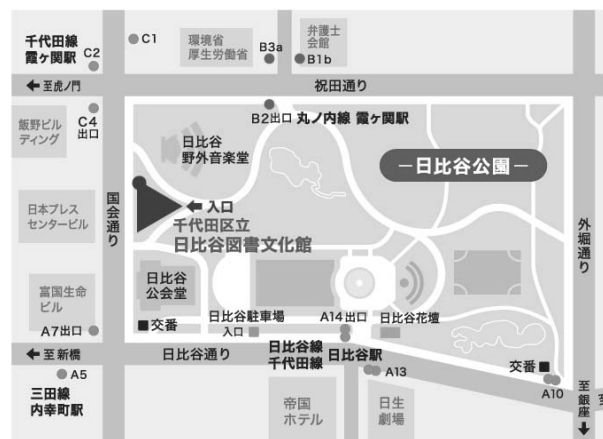 千代田線
霞ヶ関駅
C2
C1
環境省
厚生労働省
B3a
弁護士
会館
B1b
←至虎ノ門
祝田通り
飯野ビル
ディング
C4
出口
B2出口
丸ノ内線 霞ヶ関駅
日比谷
野外音楽堂
－日比谷公園－
国会通り
日本プレス
センタービル
←入口
千代田区立
日比谷図書文化館
外堀通り
富国生命
ビル
日比谷
公会堂
A7出口
■交番
日比谷駐車場
入口
A14出口
日比谷花壇
←至新橋
日比谷通り
日比谷線
千代田線
日比谷駅
A13
交番■
A10
A5
三田線
内幸町駅
帝国
ホテル
日生
劇場
至銀座
至